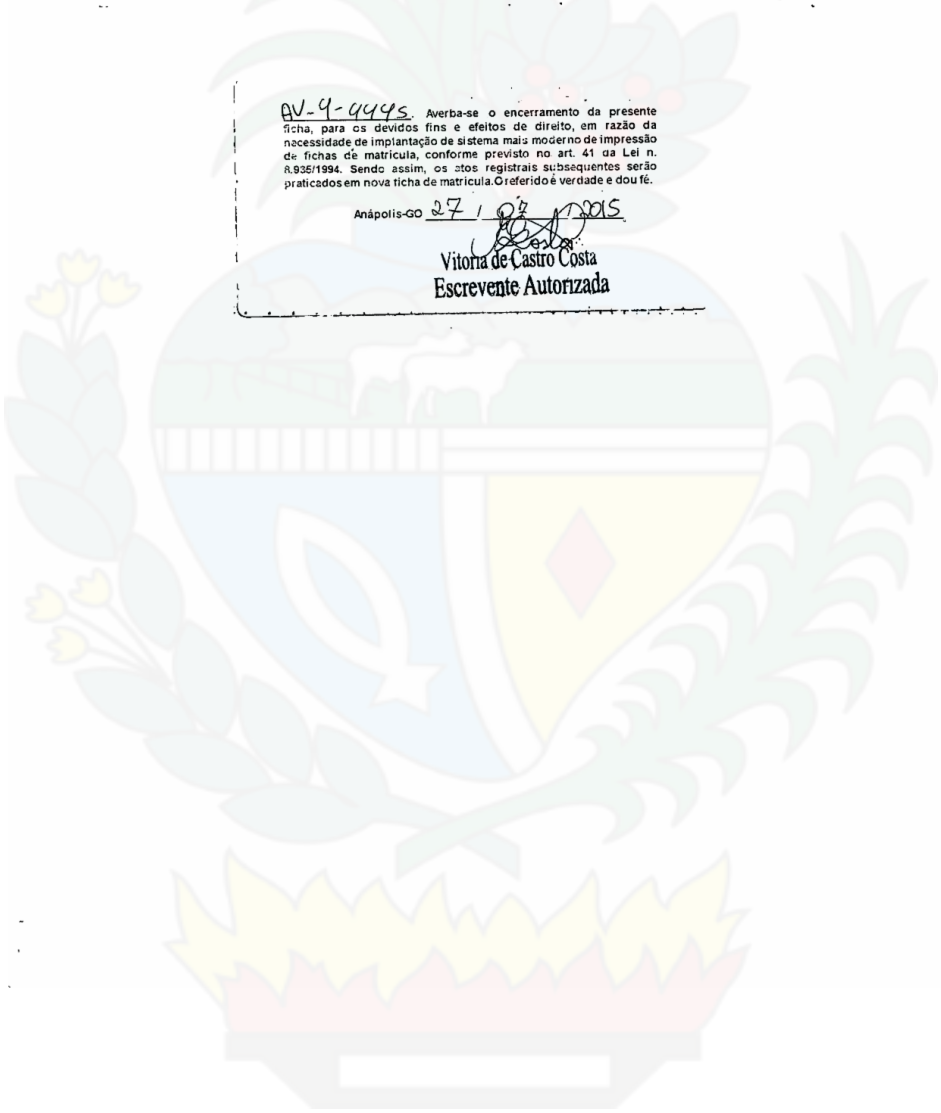 AV-4-4445. Averba-se o encerramento da presente
ficha, para os devidos fins e efeitos de direito, em razão da
necessidade de implantação de sistema mais moderno de impressão
de fichas de matricula, conforme previsto no art. 41 da Lei n.
8.935/1994. Sendo assim, os atos registrais subsequentes serão
praticados em nova ficha de matricula. O referido é verdade e dou fé.
Anápolis-GO 27 / 07 / 2015
Vitoria de Castro Costa
Escrevente Autorizada